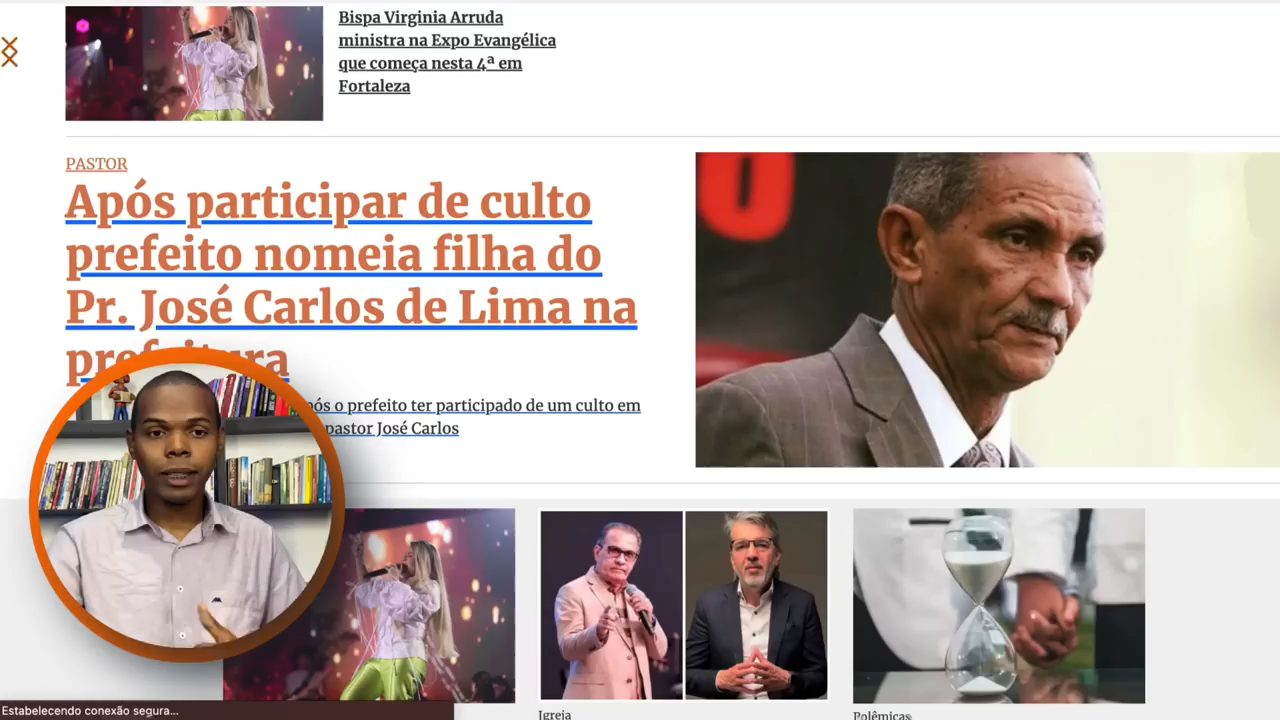 Bispa Virginia Arruda
ministra na Expo Evangélica
que começa nesta 4ª em
Fortaleza
PASTOR
Após participar de culto
prefeito nomeia filha do
Pr. José Carlos de Lima na
prefeitura
pós o prefeito ter participado de um culto em
pastor José Carlos
Estabelecendo conexão segura...
Igreja
Polêmicas